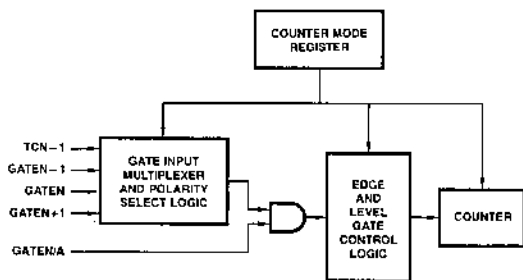 COUNTER MODE
REGISTER
TCN–1
GATEN–1
GATEN
GATEN+1
GATEN/A
GATE INPUT
MULTIPLEXER
AND POLARITY
SELECT LOGIC
EDGE
AND
LEVEL
GATE
CONTROL
LOGIC
COUNTER